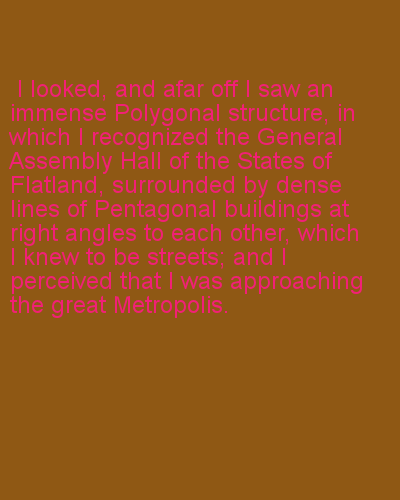 I looked, and afar off I saw an
immense Polygonal structure, in
which I recognized the General
Assembly Hall of the States of
Flatland, surrounded by dense
lines of Pentagonal buildings at
right angles to each other, which
I knew to be streets; and I
perceived that I was approaching
the great Metropolis.